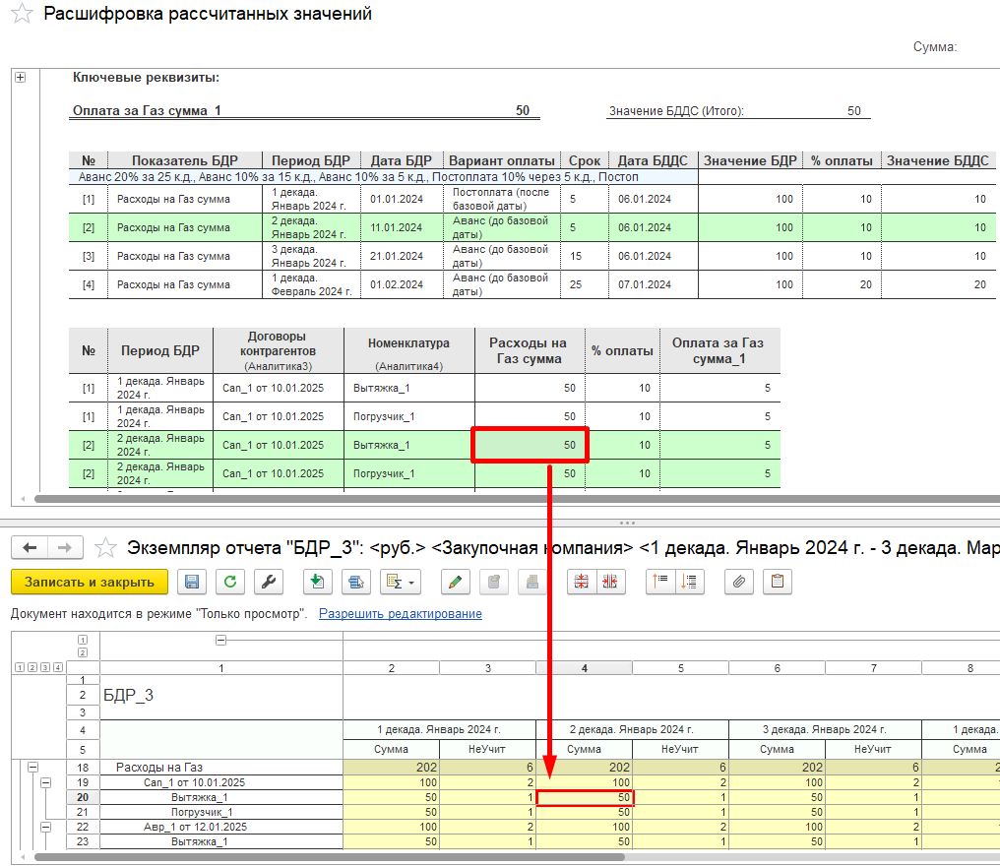 Расшифровка рассчитанных значений
Сумма:
Ключевые реквизиты:
Оплата за Газ сумма_1 50 Значение БДДС (Итого): 50
№ Показатель БДР Период БДР Дата БДР Вариант оплаты Срок Дата БДДС Значение БДР % оплаты Значение БДДС
Аванс 20% за 25 к.д., Аванс 10% за 15 к.д., Аванс 10% за 5 к.д., Постоплата 10% через 5 к.д., Постоп
[1] Расходы на Газ сумма 1 декада. Январь 2024 г. 01.01.2024 Постоплата (после базовой даты) 5 06.01.2024 100 10 10
[2] Расходы на Газ сумма 2 декада. Январь 2024 г. 11.01.2024 Аванс (до базовой даты) 5 06.01.2024 100 10 10
[3] Расходы на Газ сумма 3 декада. Январь 2024 г. 21.01.2024 Аванс (до базовой даты) 15 06.01.2024 100 10 10
[4] Расходы на Газ сумма 1 декада. Февраль 2024 г. 01.02.2024 Аванс (до базовой даты) 25 07.01.2024 100 20 20
№ Период БДР Договоры контрагентов (Аналитика3) Номенклатура (Аналитика4) Расходы на Газ сумма % оплаты Оплата за Газ сумма_1
[1] 1 декада. Январь 2024 г. Can_1 от 10.01.2025 Вытяжка_1 50 10 5
[1] 1 декада. Январь 2024 г. Can_1 от 10.01.2025 Погрузчик_1 50 10 5
[2] 2 декада. Январь 2024 г. Can_1 от 10.01.2025 Вытяжка_1 50 10 5
[2] 2 декада. Январь 2024 г. Can_1 от 10.01.2025 Погрузчик_1 50 10 5
Экземпляр отчета "БДР_3": <руб.> <Закупочная компания> <1 декада. Январь 2024 г. - 3 декада. Мар
Записать и закрыть
Документ находится в режиме "Только просмотр". Разрешить редактирование
1
2
1 2 3 4 1 2 3 4 5 6 7 8
1
2 БДР_3
3
4 1 декада. Январь 2024 г. 2 декада. Январь 2024 г. 3 декада. Январь 2024 г. 1 декада.
5 Сумма НеУчит Сумма НеУчит Сумма НеУчит Сумма
18 Расходы на Газ 202 6 202 6 202 6 2
19 Can_1 от 10.01.2025 100 2 100 2 100 2
20 Вытяжка_1 50 1 50 1 50 1
21 Погрузчик_1 50 1 50 1 50 1
22 Авр_1 от 12.01.2025 100 2 100 2 100 2
23 Вытяжка_1 50 1 50 1 50 1